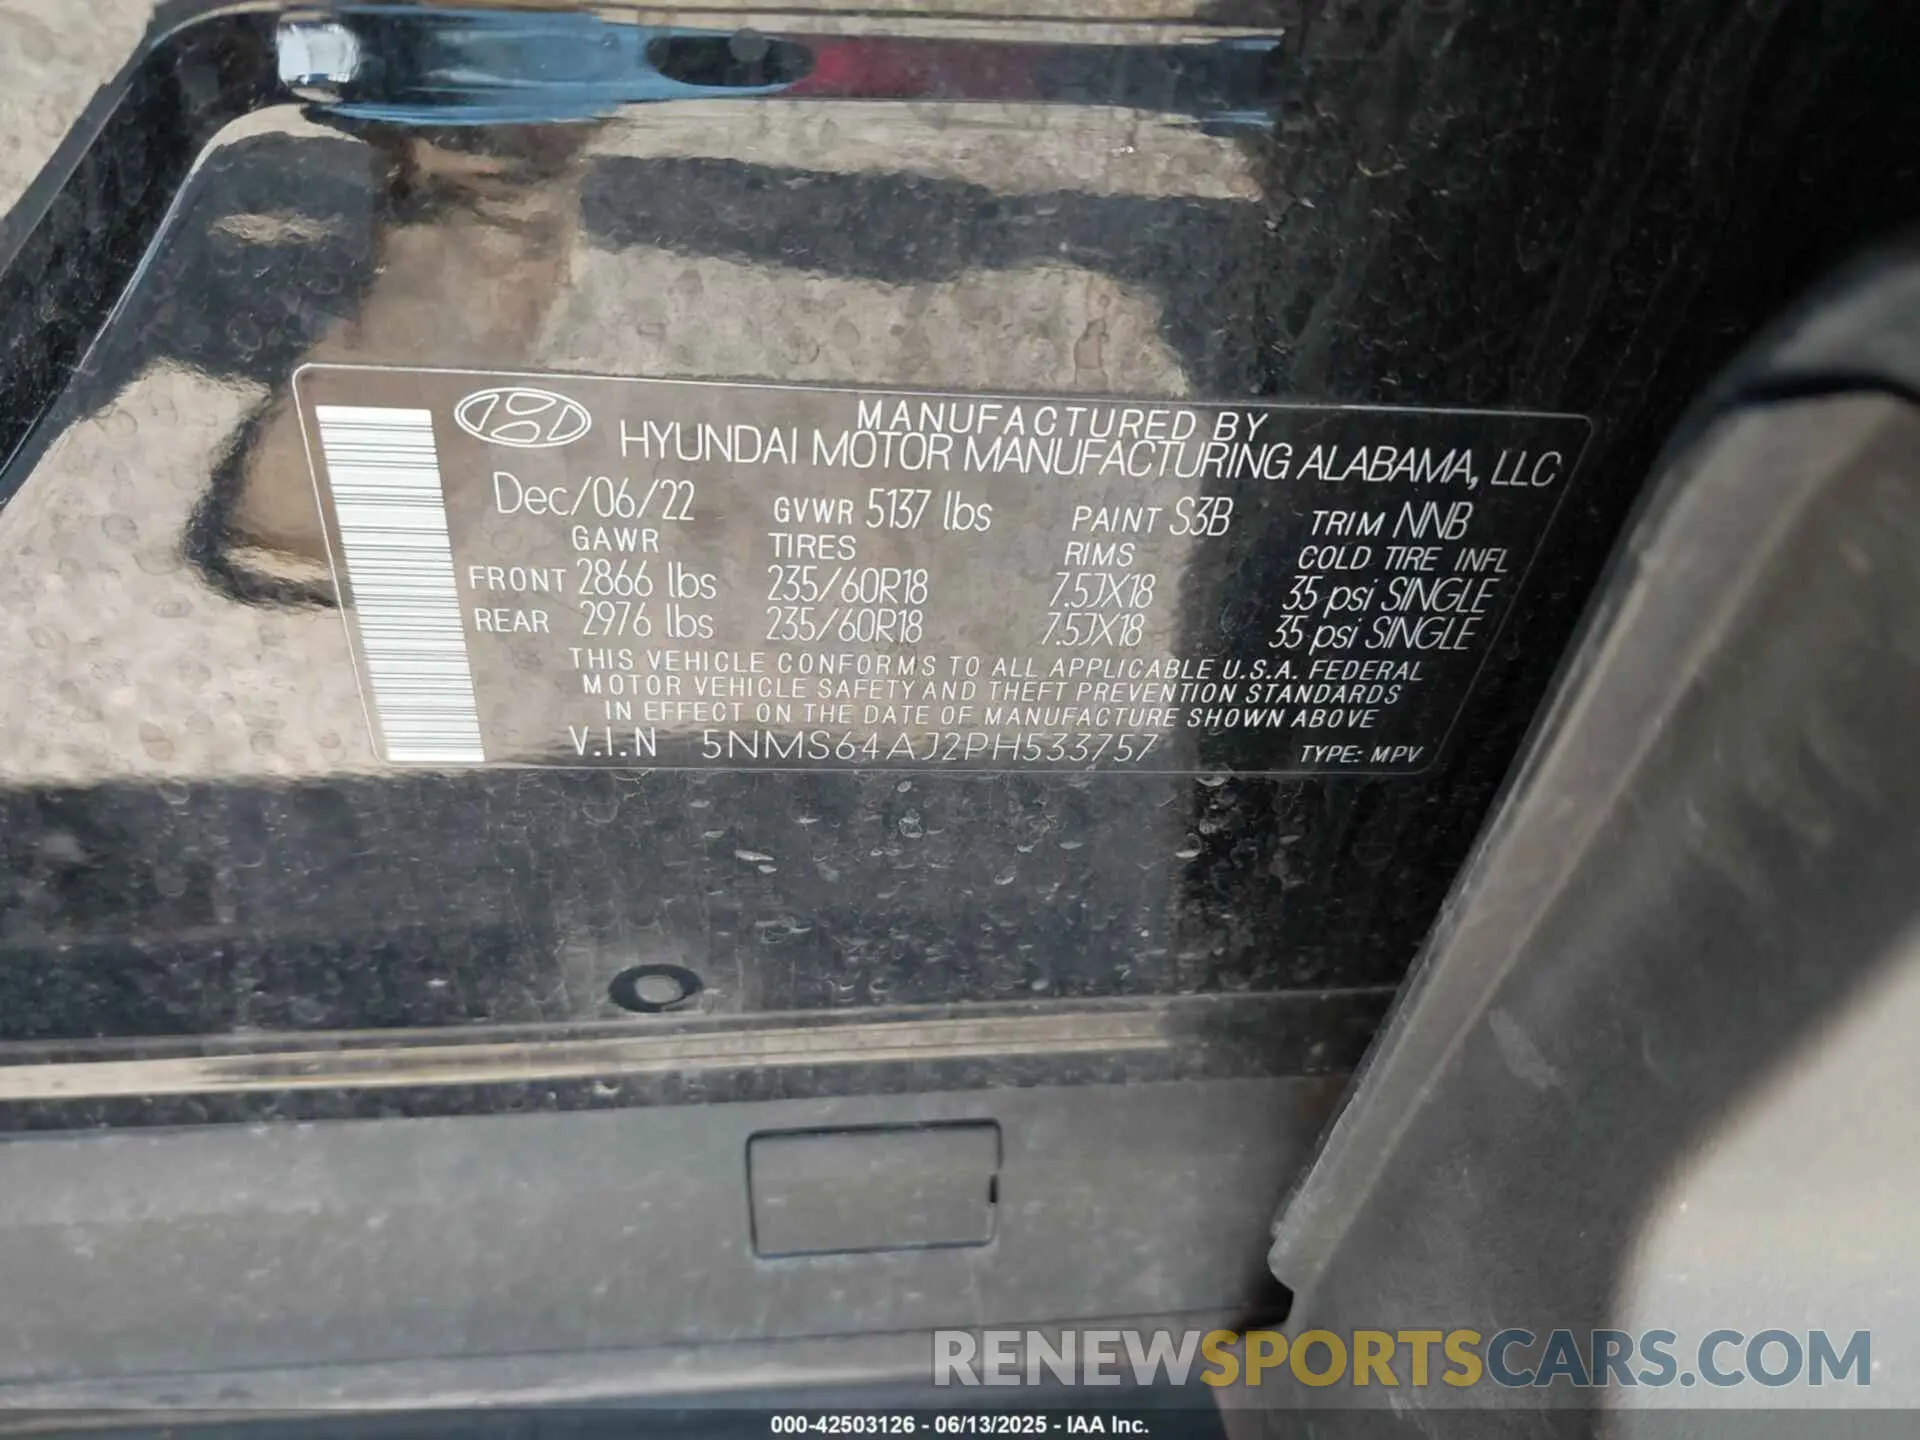 MANUFACTURED BY
HYUNDAI MOTOR MANUFACTURING ALABAMA, LLC
Dec/06/22 GVWR 5137 lbs PAINT S3B TRIM NNB
GAWR TIRES RIMS COLD TIRE INFL
FRONT 2866 lbs 235/60R18 7.5JX18 35 psi SINGLE
REAR 2976 lbs 235/60R18 7.5JX18 35 psi SINGLE
THIS VEHICLE CONFORMS TO ALL APPLICABLE U.S.A. FEDERAL
MOTOR VEHICLE SAFETY AND THEFT PREVENTION STANDARDS
IN EFFECT ON THE DATE OF MANUFACTURE SHOWN ABOVE
V.I.N 5NMS64AJ2PH533757 TYPE: MPV
RENEWSPORTSCARS.COM
000-42503126 - 06/13/2025 - IAA Inc.